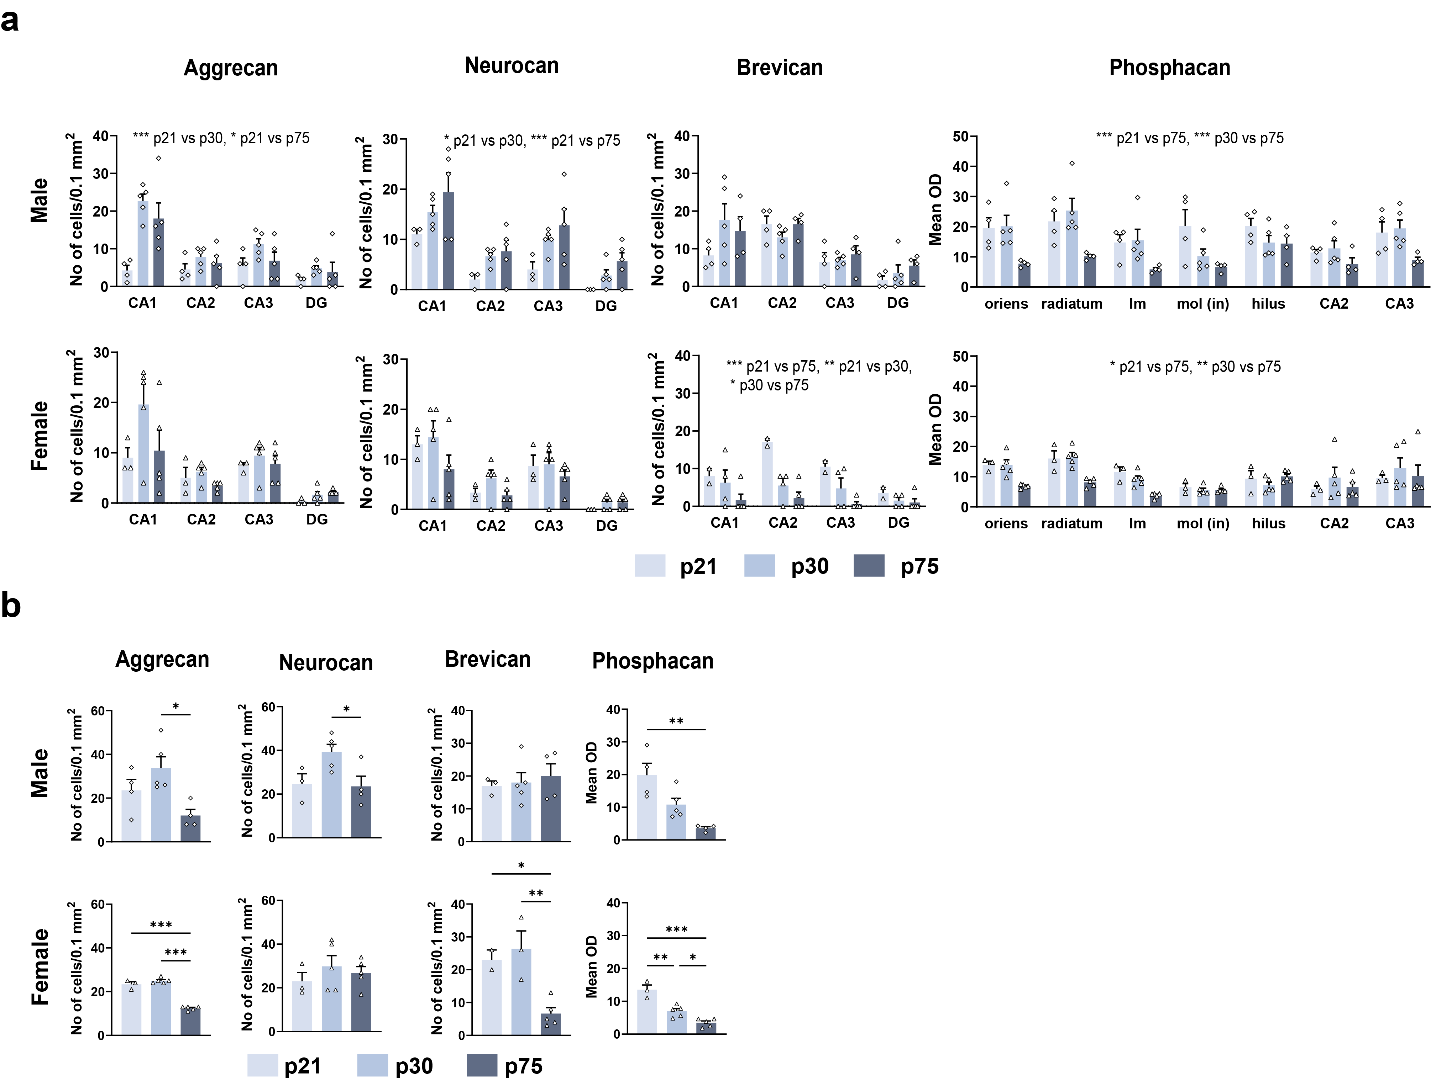 a
Aggrecan
Neurocan
Brevican
Phosphacan
Male
No of cells/0.1 mm²
40
30
20
10
0
*** p21 vs p30, * p21 vs p75
CA1 CA2 CA3 DG
No of cells/0.1 mm²
30
20
10
0
* p21 vs p30, *** p21 vs p75
CA1 CA2 CA3 DG
No of cells/0.1 mm²
40
30
20
10
0
CA1 CA2 CA3 DG
Mean OD
50
40
30
20
10
0
*** p21 vs p75, *** p30 vs p75
oriens radiatum lm mol (in) hilus CA2 CA3
Female
No of cells/0.1 mm²
30
20
10
0
CA1 CA2 CA3 DG
No of cells/0.1 mm²
30
20
10
0
CA1 CA2 CA3 DG
No of cells/0.1 mm²
40
30
20
10
0
*** p21 vs p75, ** p21 vs p30,
* p30 vs p75
CA1 CA2 CA3 DG
Mean OD
50
40
30
20
10
0
* p21 vs p75, ** p30 vs p75
oriens radiatum lm mol (in) hilus CA2 CA3
p21 p30 p75
b
Aggrecan
Neurocan
Brevican
Phosphacan
Male
No of cells/0.1 mm²
60
40
20
0
*
No of cells/0.1 mm²
60
40
20
0
*
No of cells/0.1 mm²
40
30
20
10
0
Mean OD
40
30
20
10
0
**
Female
No of cells/0.1 mm²
60
40
20
0
***
***
No of cells/0.1 mm²
60
40
20
0
No of cells/0.1 mm²
40
30
20
10
0
*
**
Mean OD
40
30
20
10
0
***
** *
p21 p30 p75